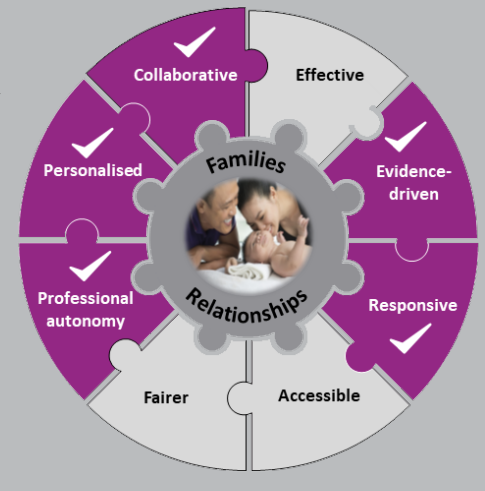 Collaborative
Effective
Personalised
Evidence-
driven
Families
Relationships
Professional
autonomy
Responsive
Fairer
Accessible